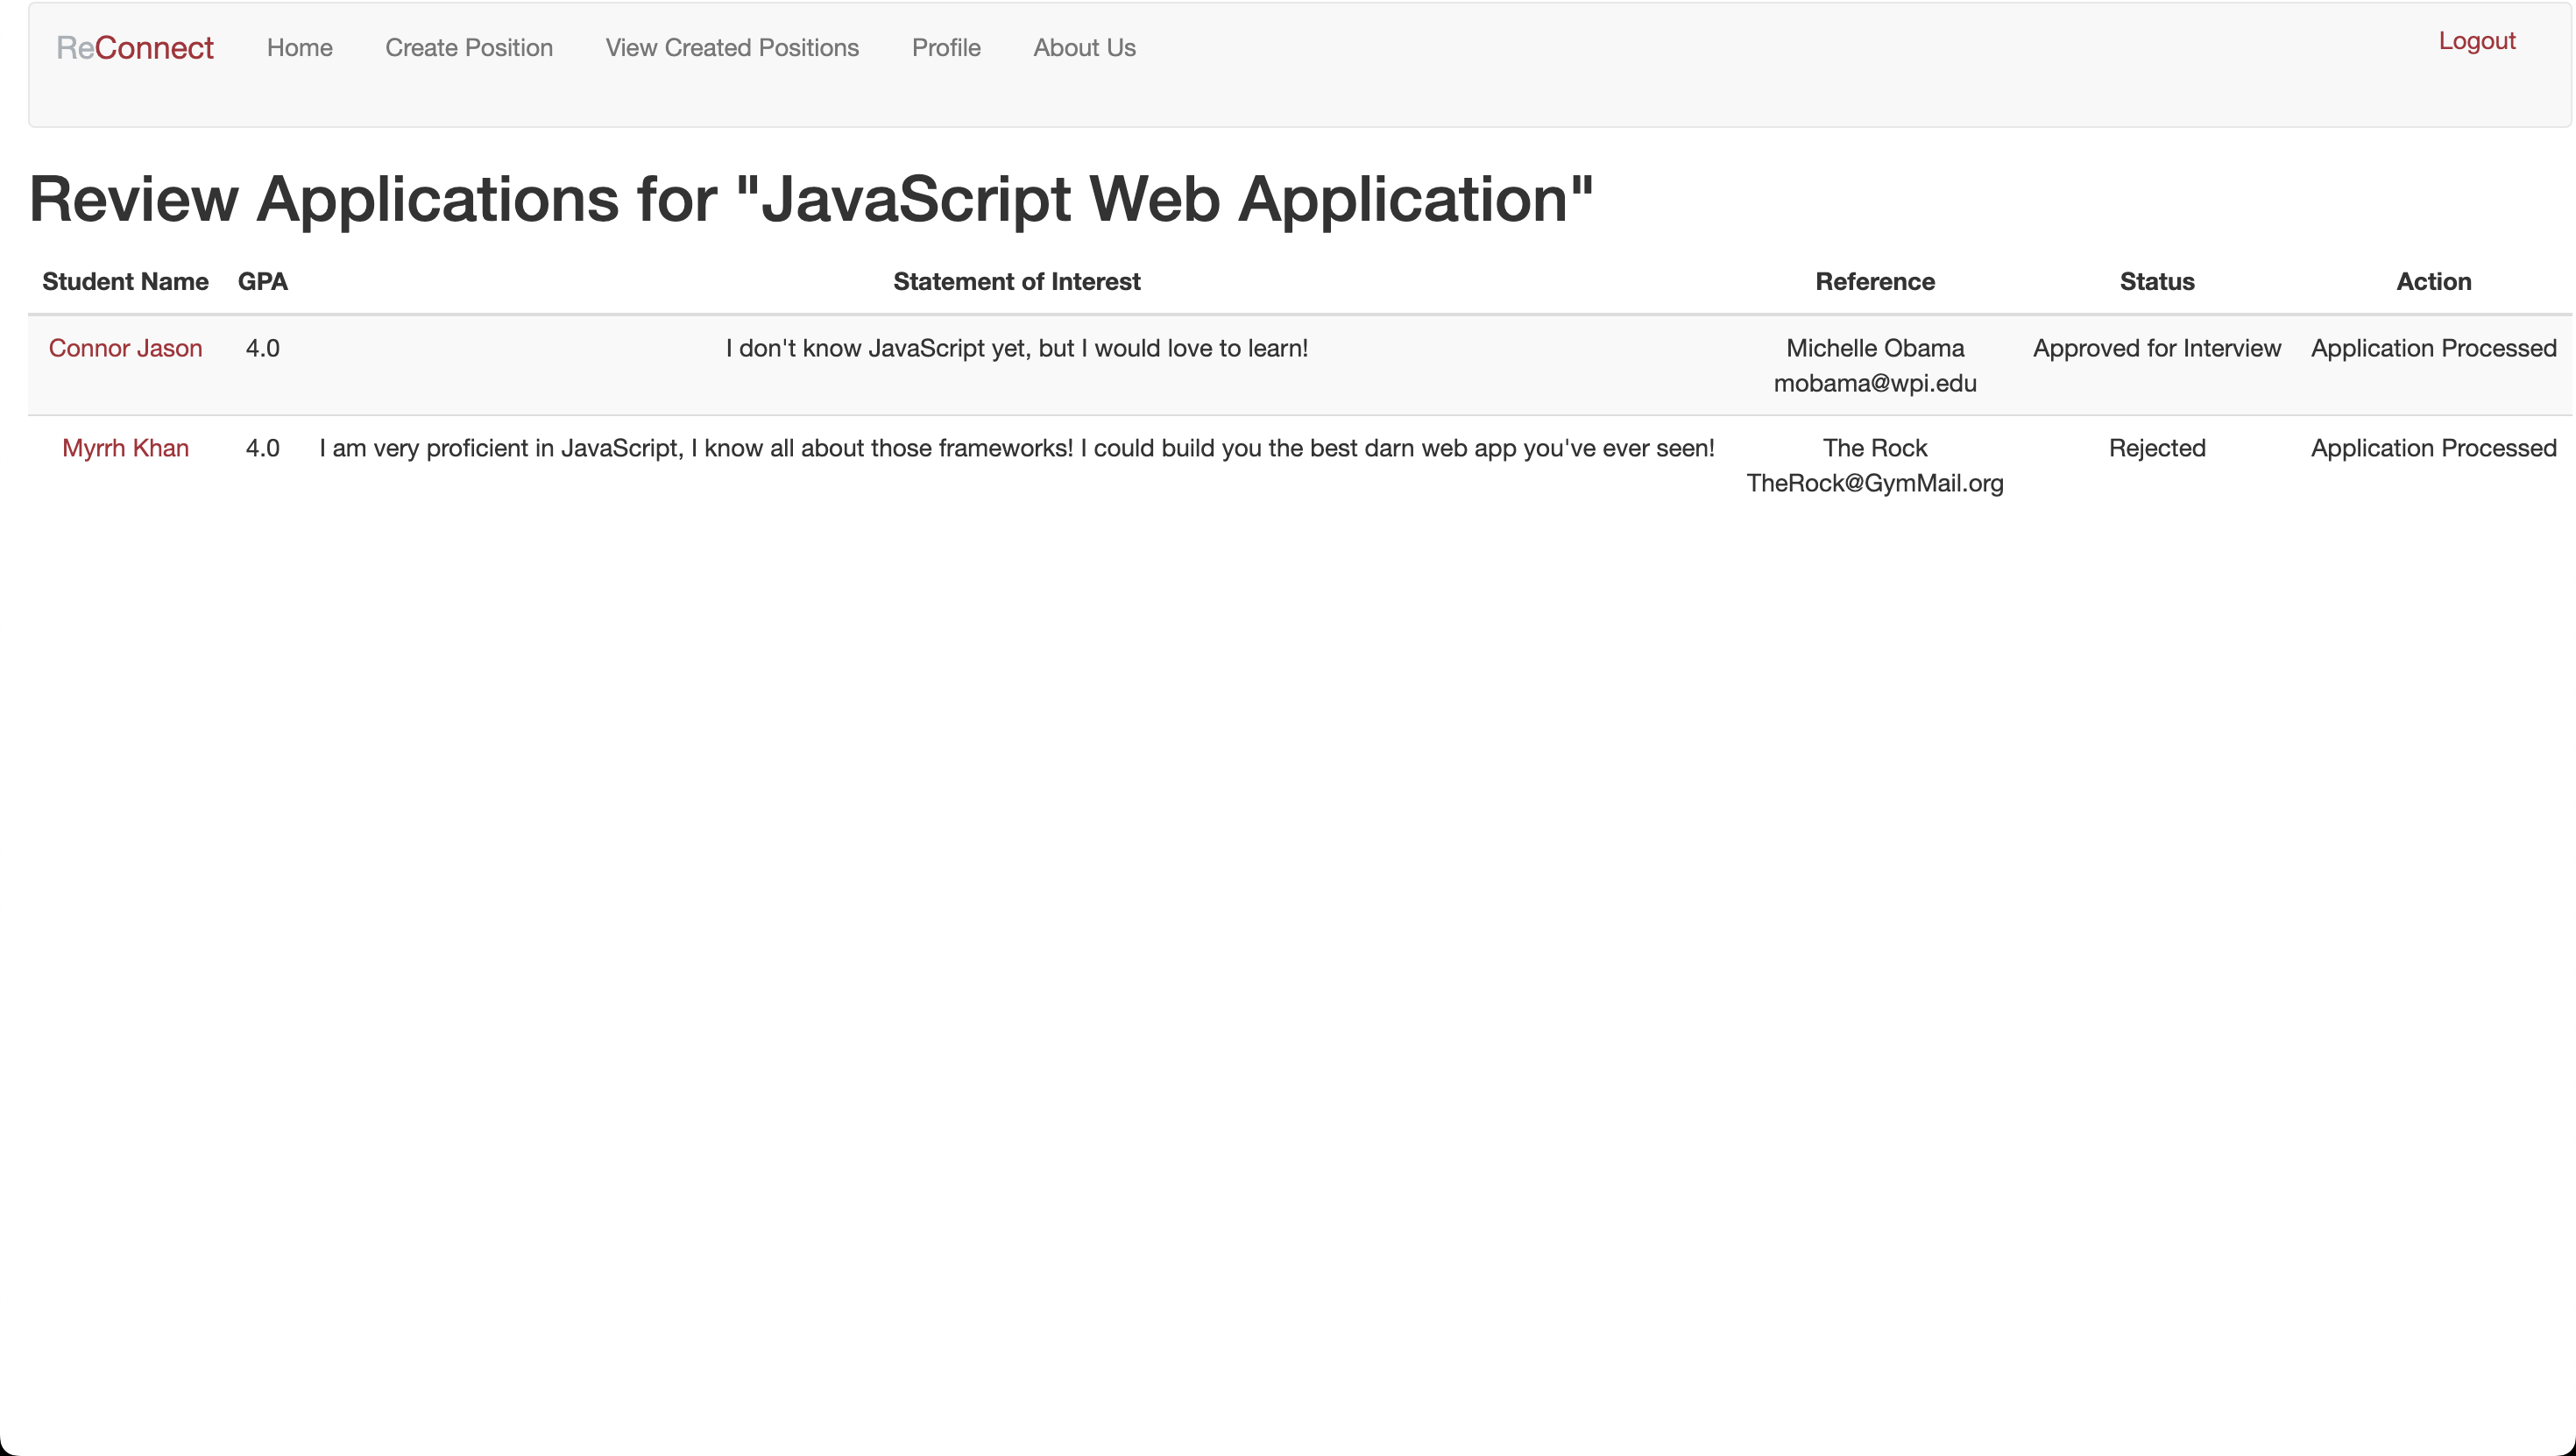 ReConnect Home Create Position View Created Positions Profile About Us Logout
Review Applications for "JavaScript Web Application"
Student Name GPA Statement of Interest Reference Status Action
Connor Jason 4.0 I don't know JavaScript yet, but I would love to learn! Michelle Obama Approved for Interview Application Processed
mobama@wpi.edu
Myrrh Khan 4.0 I am very proficient in JavaScript, I know all about those frameworks! I could build you the best darn web app you've ever seen! The Rock Rejected Application Processed
TheRock@GymMail.org